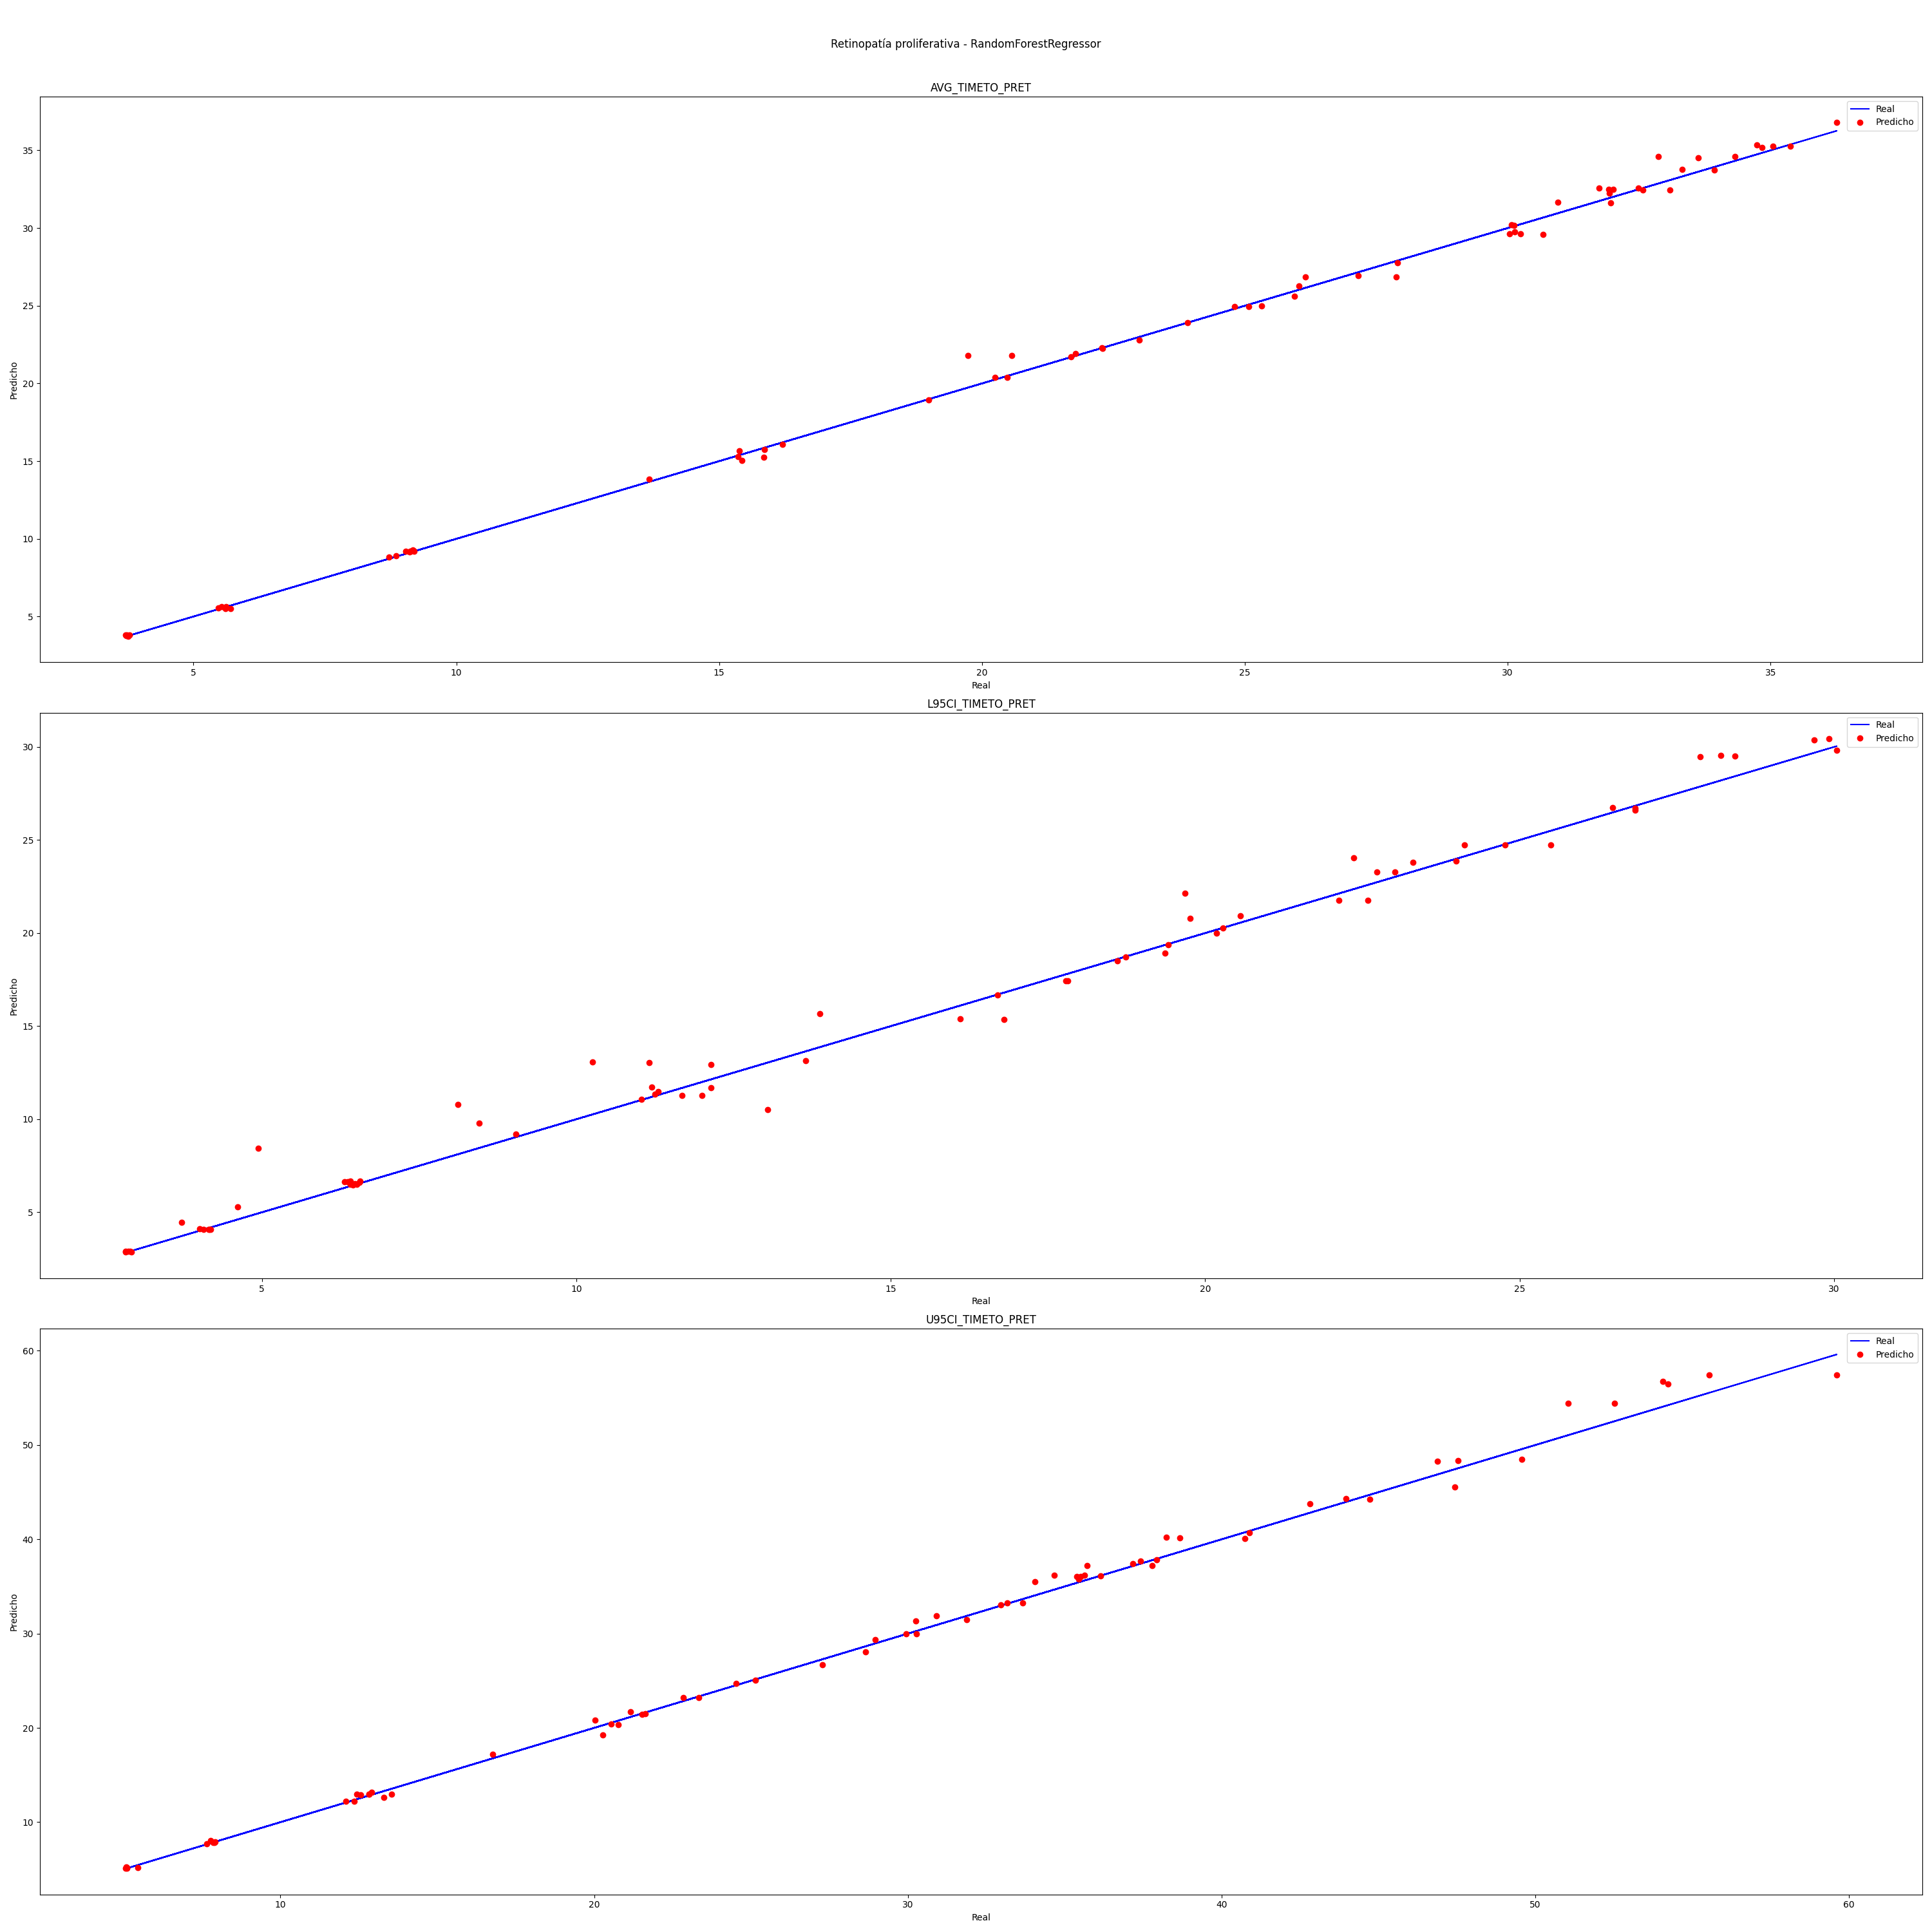 Retinopatía proliferativa - RandomForestRegressor
AVG_TIMETO_PRET
Real
Predicho
35
30
25
20
15
10
5
Predicho
5 10 15 20 25 30 35
Real
L95CI_TIMETO_PRET
Real
Predicho
30
25
20
15
10
5
Predicho
5 10 15 20 25 30
Real
U95CI_TIMETO_PRET
Real
Predicho
60
50
40
30
20
10
Predicho
10 20 30 40 50 60
Real